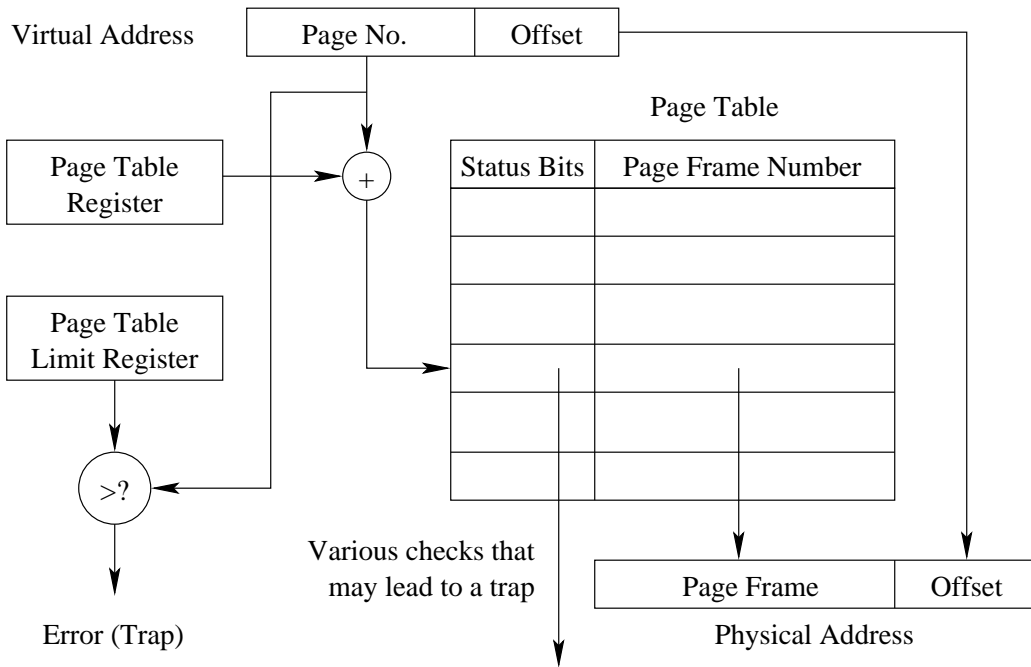 Virtual Address
Page No.
Offset
Page Table
Page Table
Register
+
Status Bits
Page Frame Number
Page Table
Limit Register
>?
Various checks that
may lead to a trap
Page Frame
Offset
Error (Trap)
Physical Address